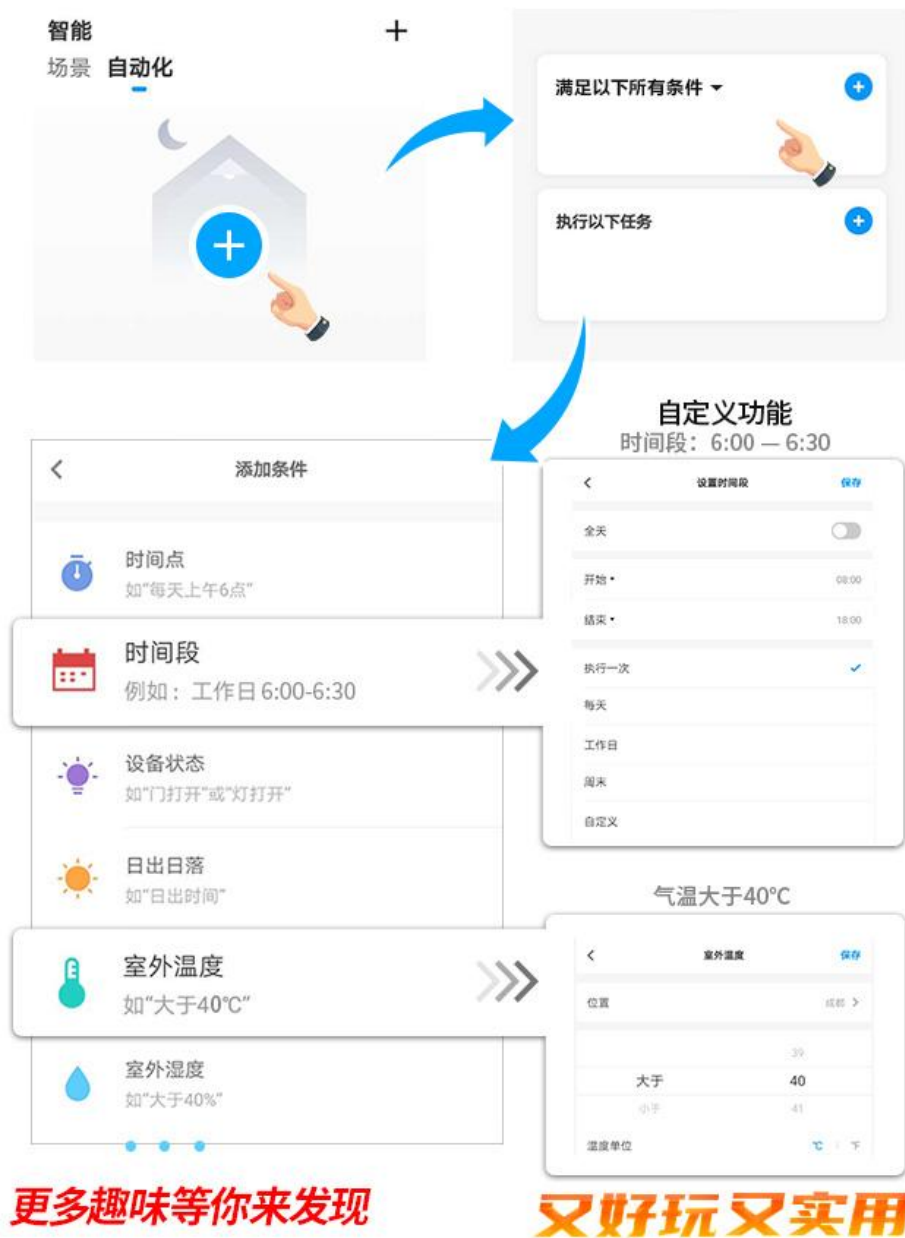 智能
场景 自动化
满足以下所有条件
执行以下任务
添加条件
时间点
如"每天上午6点"
时间段
例如：工作日 6:00-6:30
设备状态
如"门打开"或"灯打开"
日出日落
如"日出时间"
室外温度
如"大于40℃"
室外湿度
如"大于40%"
自定义功能
时间段：6:00 — 6:30
设置时间段 保存
全天
开始 08:00
结束 18:00
执行一次
每天
工作日
周末
自定义
气温大于40℃
室外温度 保存
位置 成都
39
大于 40
小于 41
温度单位 ℃ ℉
更多趣味等你来发现
又好玩又实用